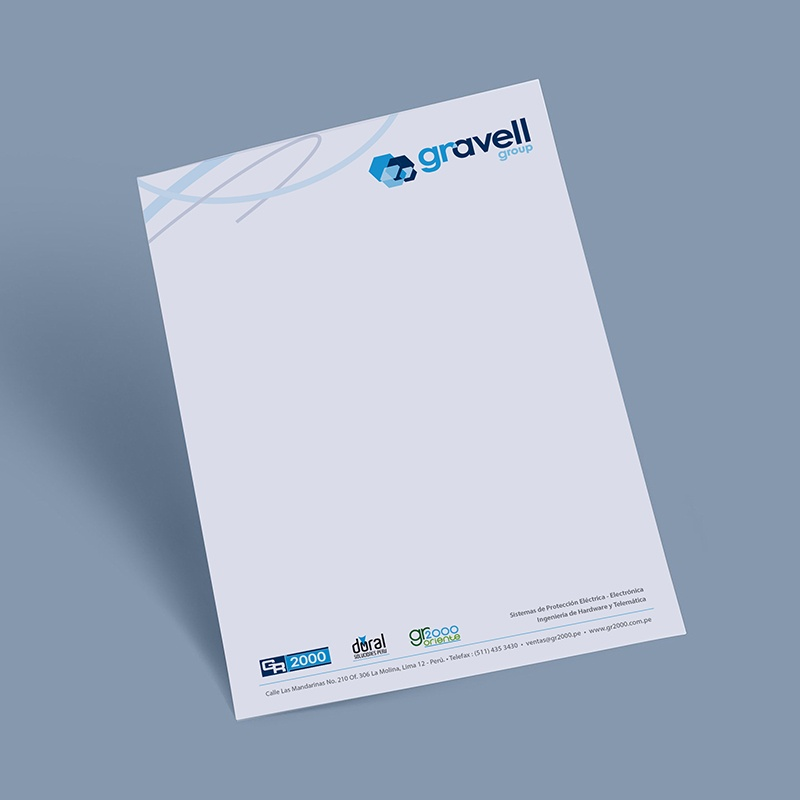 gravell
group
Sistemas de Protección Eléctrica - Electrónica
Ingeniería de Hardware y Telemática
GR 2000
doral
SOLUCIONES PERÚ
gr2000
oriente
Calle Las Mandarinas No. 210 Of. 306 La Molina, Lima 12 - Perú. • Telefax : (511) 435 3430 • ventas@gr2000.pe • www.gr2000.com.pe